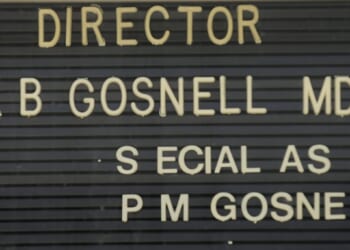 DIRECTOR
B GOSNELL MD
S ECIAL AS
P M GOSNE